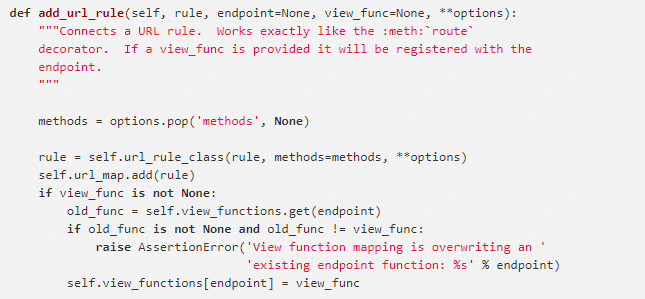 def add_url_rule(self, rule, endpoint=None, view_func=None, **options):
    """Connects a URL rule.  Works exactly like the :meth:`route`
    decorator.  If a view_func is provided it will be registered with the
    endpoint.
    """
    methods = options.pop('methods', None)
    rule = self.url_rule_class(rule, methods=methods, **options)
    self.url_map.add(rule)
    if view_func is not None:
        old_func = self.view_functions.get(endpoint)
        if old_func is not None and old_func != view_func:
            raise AssertionError('View function mapping is overwriting an '
                                 'existing endpoint function: %s' % endpoint)
        self.view_functions[endpoint] = view_func